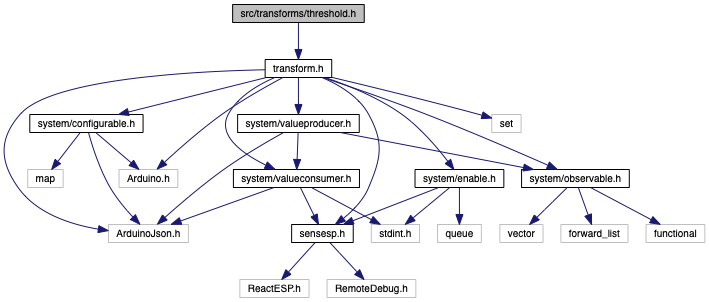 src/transforms/threshold.h
transform.h
system/configurable.h
system/valueproducer.h
set
map
Arduino.h
system/valueconsumer.h
system/enable.h
system/observable.h
ArduinoJson.h
sensesp.h
stdint.h
queue
vector
forward_list
functional
ReactESP.h
RemoteDebug.h